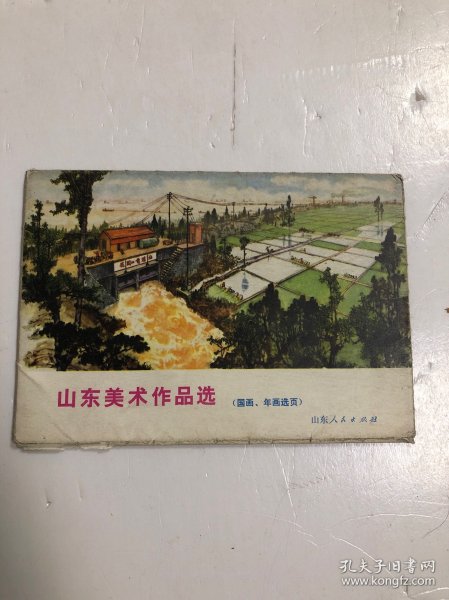 山东美术作品选
（国画、年画选页）
山东人民出版社
孔夫子旧书网
www.kongfz.com